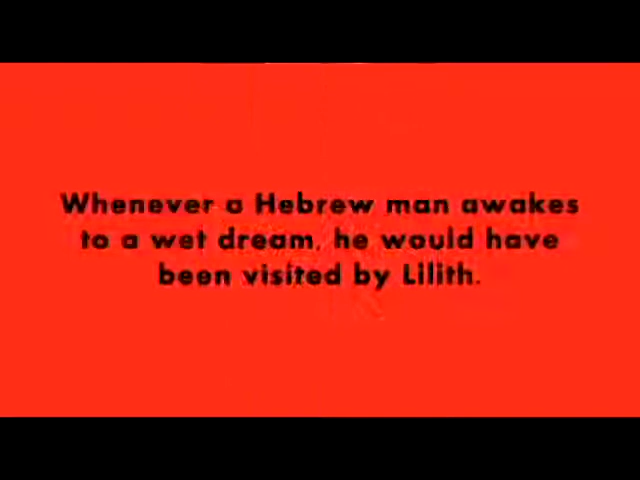 Whenever a Hebrew man awakes
to a wet dream, he would have
been visited by Lilith.